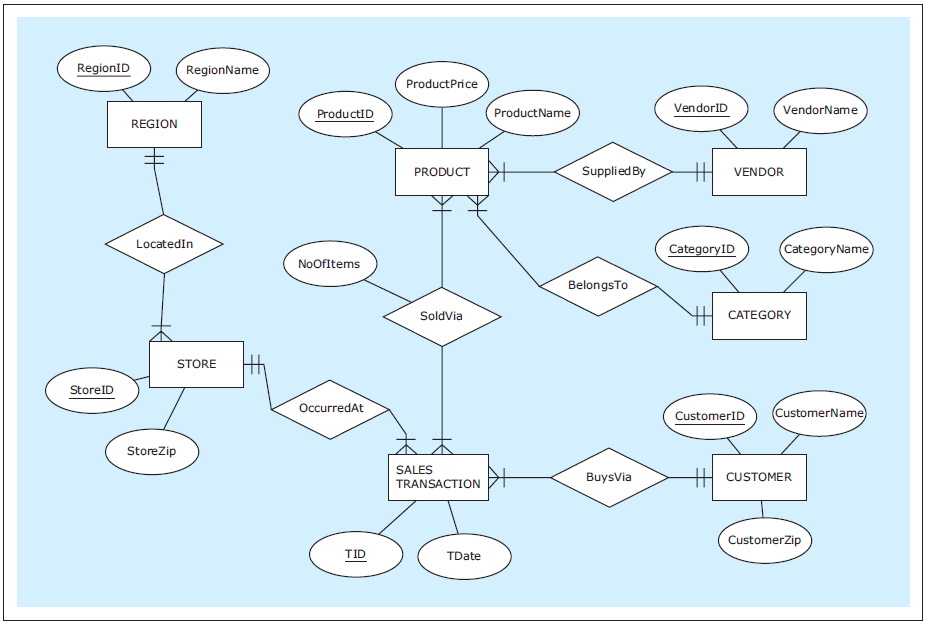 RegionID
RegionName
REGION
ProductPrice
ProductID
ProductName
PRODUCT
VendorID
VendorName
SuppliedBy
VENDOR
LocatedIn
NoOfItems
CategoryID
CategoryName
BelongsTo
SoldVia
CATEGORY
STORE
StoreID
StoreZip
OccurredAt
CustomerID
CustomerName
SALES
TRANSACTION
BuysVia
CUSTOMER
TID
TDate
CustomerZip